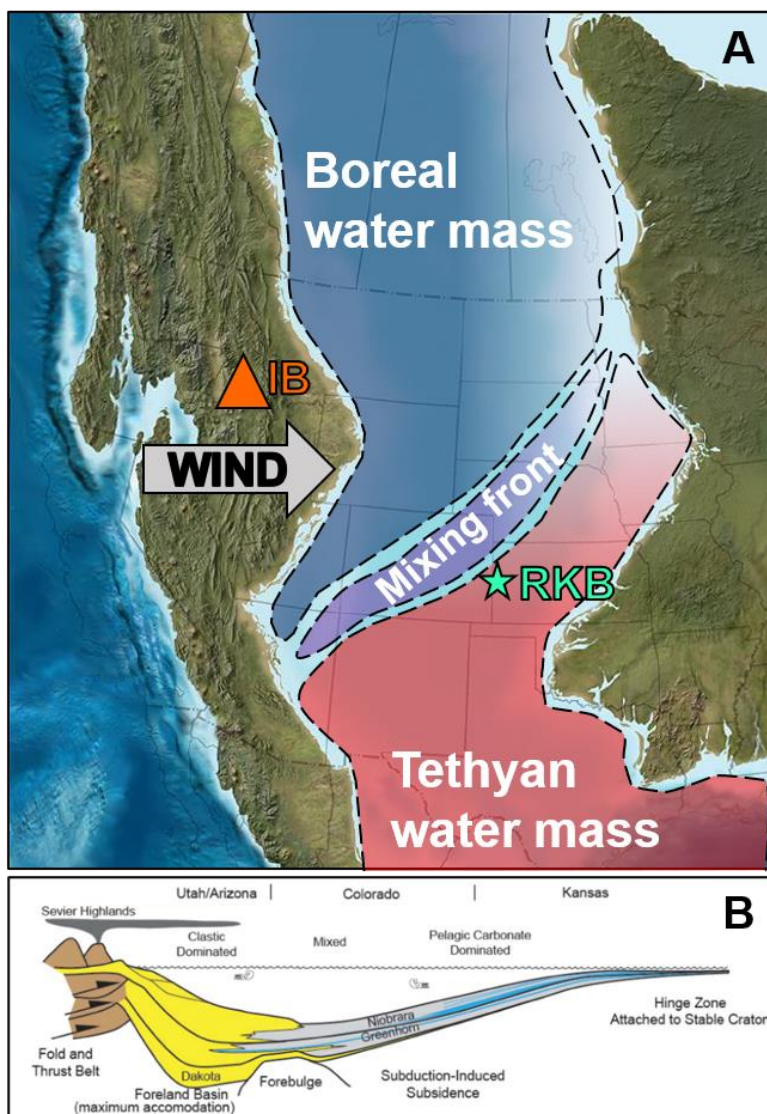 A
Boreal
water mass
IB
WIND
Mixing front
RKB
Tethyan
water mass
B
Utah/Arizona | Colorado | Kansas
Sevier Highlands
Clastic
Dominated
Mixed
Pelagic Carbonate
Dominated
Niobrara
Greenhorn
Hinge Zone
Attached to Stable Craton
Fold and
Thrust Belt
Dakota
Foreland Basin
(maximum accomodation)
Forebulge
Subduction-Induced
Subsidence